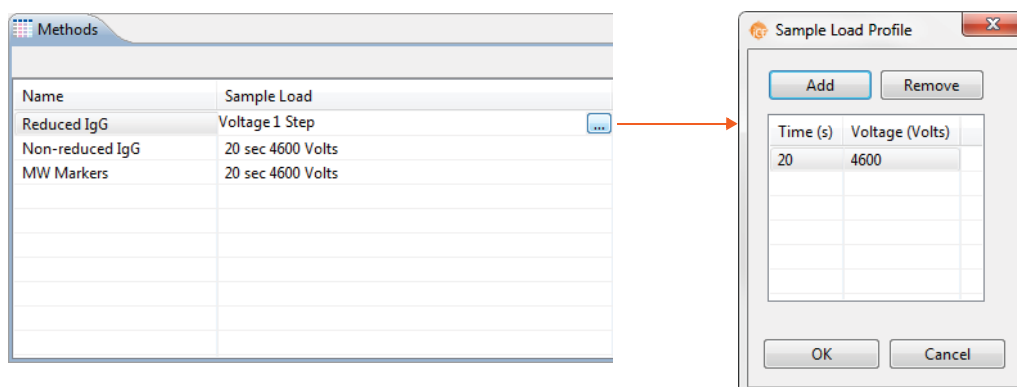 Methods
Name Sample Load
Reduced IgG Voltage 1 Step ...
Non-reduced IgG 20 sec 4600 Volts
MW Markers 20 sec 4600 Volts
Sample Load Profile
Add Remove
Time (s) Voltage (Volts)
20 4600
OK Cancel